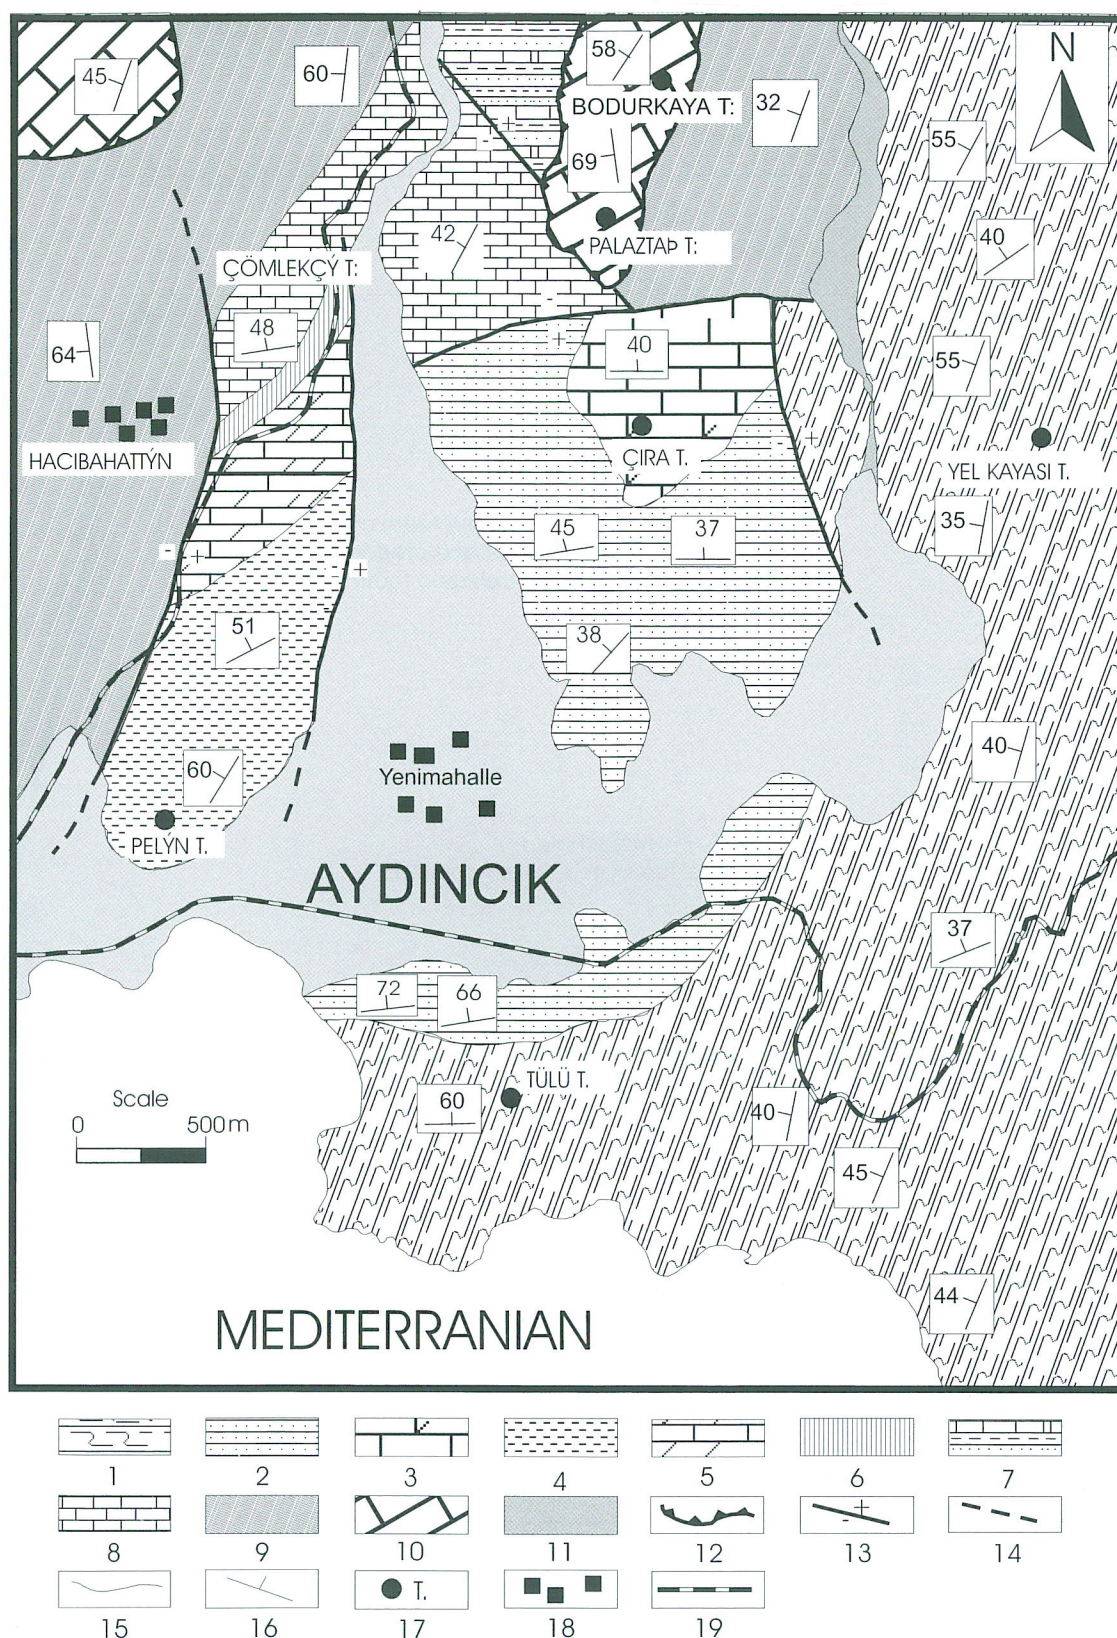 N
45
60
58
BODURKAYA T:
32
55
69
42
PALAZTAÞ T:
40
ÇÖMLEKÇÝ T:
48
64
40
55
HACIBAHATTÝN
ÇIRA T.
YEL KAYASI T.
45
37
35
51
38
60
40
Yenimahalle
PELÝN T.
AYDINCIK
37
72
66
TÜLÜ T.
60
40
45
Scale
0 500m
44
MEDITERRANIAN
1 2 3 4 5 6 7
8 9 10 11 12 13 14
T.
15 16 17 18 19